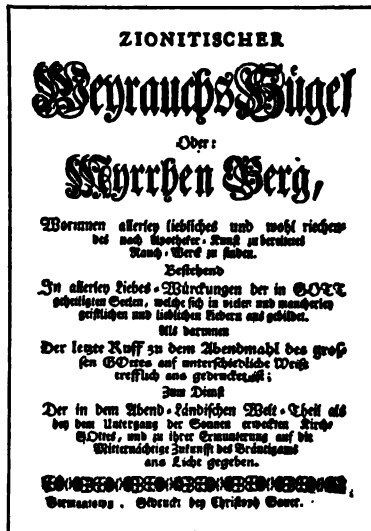 ZIONITISCHER
Weyrauchs Hügel
Oder:
Myrrhen Berg,
Worinnen allerley liebliches und wohl riechen-
des nach Apotheker-Kunst zu bereitetes
Rauch-Werck zu finden.
Bestehend
In allerley Liebes-Würckungen der in GOTT
geheiligten Seelen, welche sich in vielen und mancherley
geistlichen und lieblichen Liedern aus gebildet.
Als darinnen
Der letzte Ruff zu dem Abendmahl des gros-
sen GOttes auf unterschiedliche Weise
trefflich aus gedrucket ist;
Zum Dienst
Der in dem Abend-Ländischen Welt-Theil als
bey dem Untergang der Sonnen erweckten Kirche
GOttes, und zu ihrer Ermunterung auf die
Mitternächtige Zukunfft des Bräutigams
ans Licht gegeben.
Germantown, Gedruckt bey Christoph Sauer.